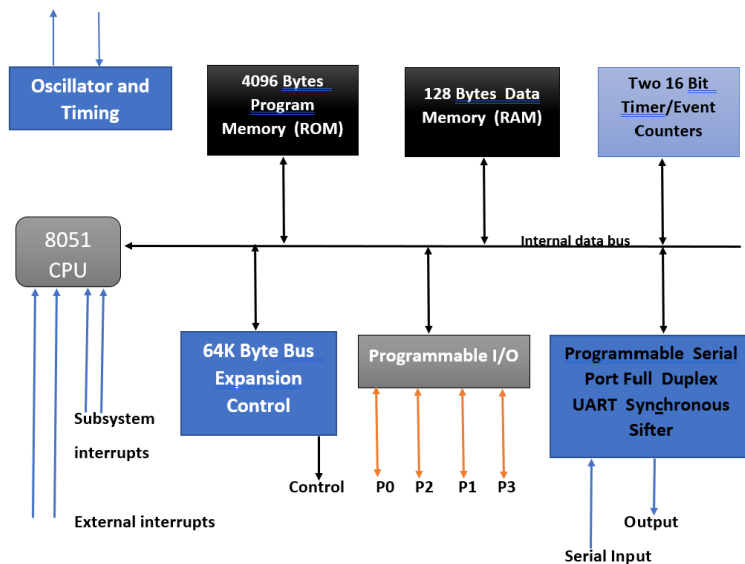 Oscillator and
Timing
4096 Bytes
Program
Memory (ROM)
128 Bytes Data
Memory (RAM)
Two 16 Bit
Timer/Event
Counters
8051
CPU
Internal data bus
64K Byte Bus
Expansion
Control
Programmable I/O
Programmable Serial
Port Full Duplex
UART Synchronous
Sifter
Subsystem
interrupts
External interrupts
Control
P0
P2
P1
P3
Output
Serial Input